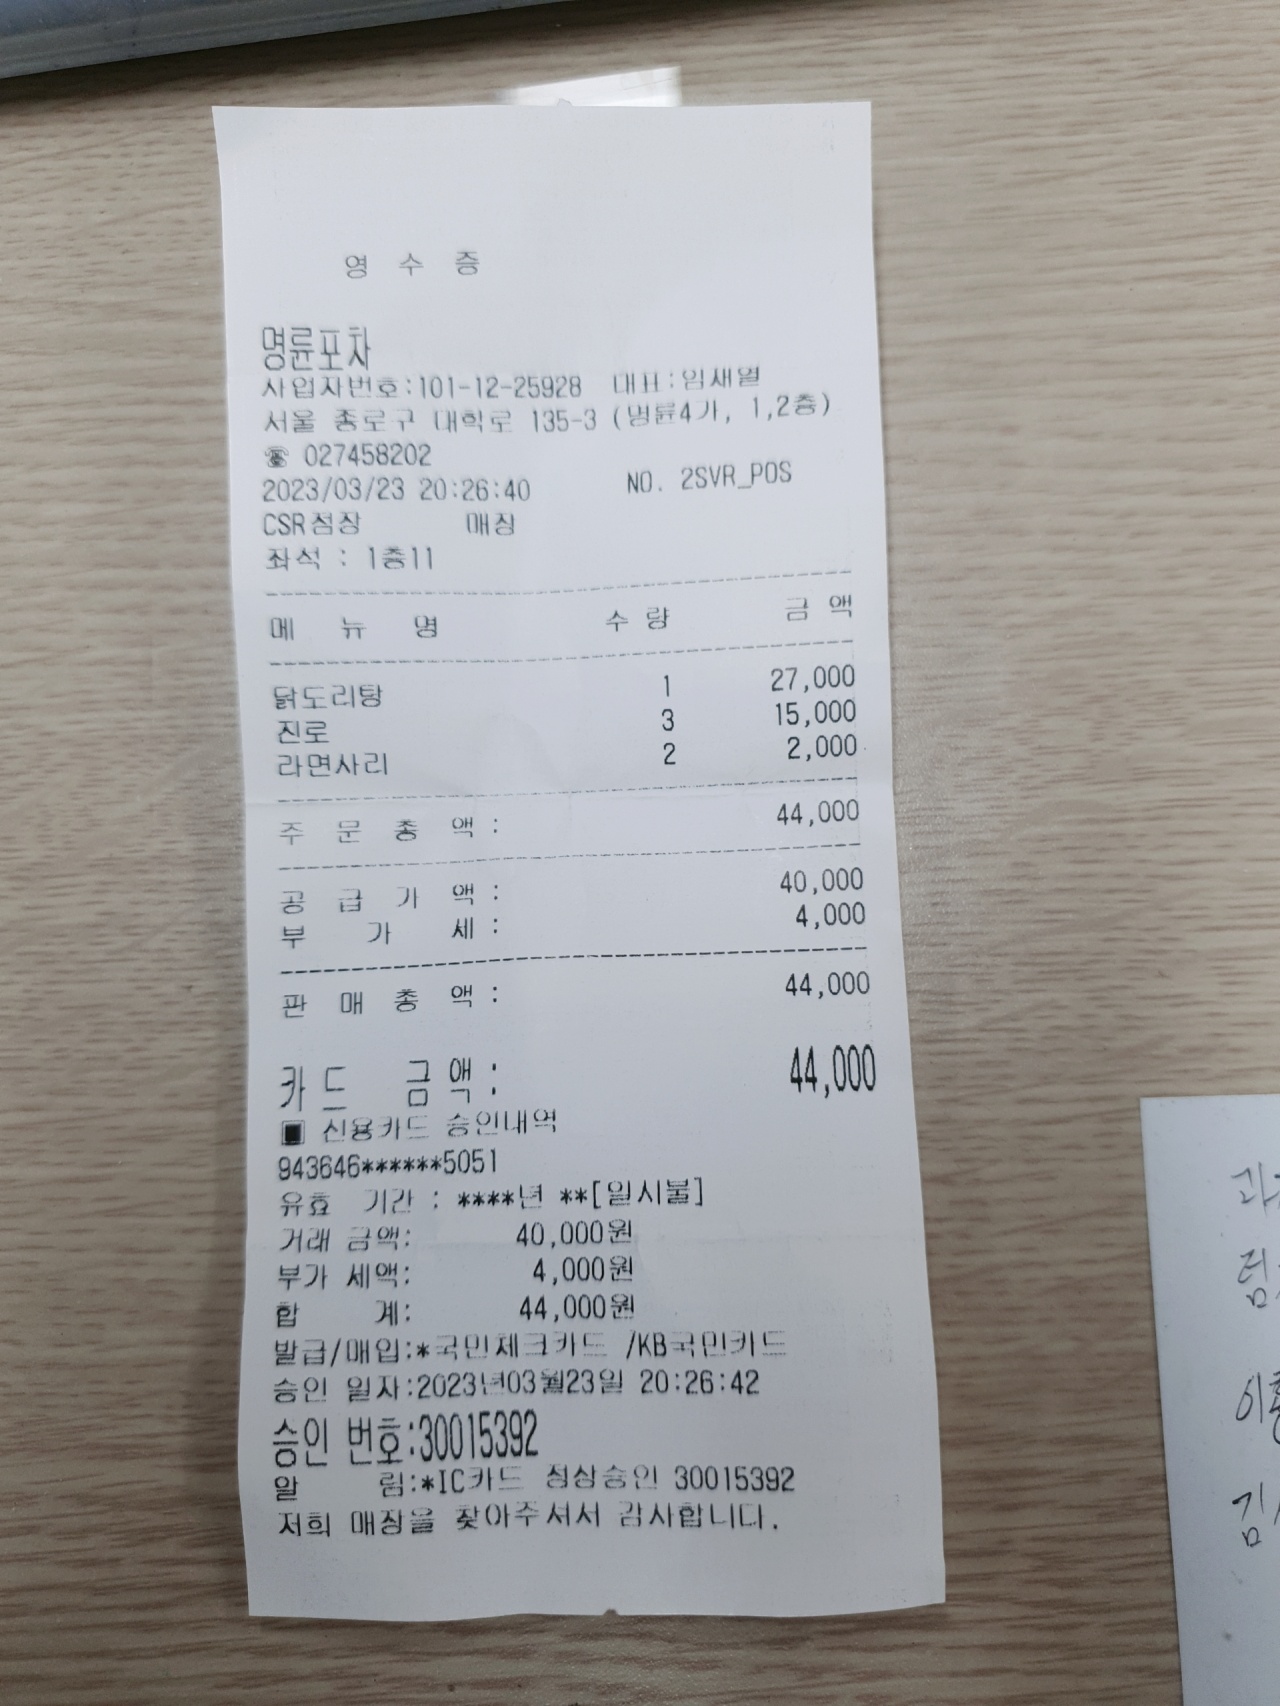 영 수 증
명륜포차
사업자번호:101-12-25928 대표:임새열
서울 종로구 대학로 135-3 (명륜4가, 1,2층)
☎ 027458202
2023/03/23 20:26:40 NO. 2SVR_POS
CSR점장 매장
좌석 : 1층11
메 뉴 명 수 량 금 액
닭도리탕 1 27,000
진로 3 15,000
라면사리 2 2,000
주 문 총 액 : 44,000
공 급 가 액 : 40,000
부 가 세 : 4,000
판 매 총 액 : 44,000
카드 금액 : 44,000
▣ 신용카드 승인내역
943646******5051
유효 기간 : ****년 **[일시불]
거래 금액: 40,000원
부가 세액: 4,000원
합 계: 44,000원
발급/매입:*국민체크카드 /KB국민카드
승인 일자:2023년03월23일 20:26:42
승인 번호:30015392
알 림:*IC카드 정상승인 30015392
저희 매장을 찾아주셔서 감사합니다.